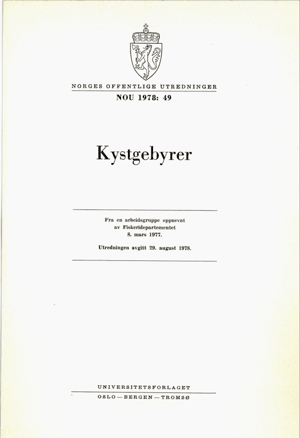 NORGES OFFENTLIGE UTREDNINGER
NOU 1978: 49
Kystgebyrer
Fra en arbeidsgruppe oppnevnt
av Fiskeridepartementet
8. mars 1977.
Utredningen avgitt 29. august 1978.
UNIVERSITETSFORLAGET
OSLO — BERGEN — TROMSØ